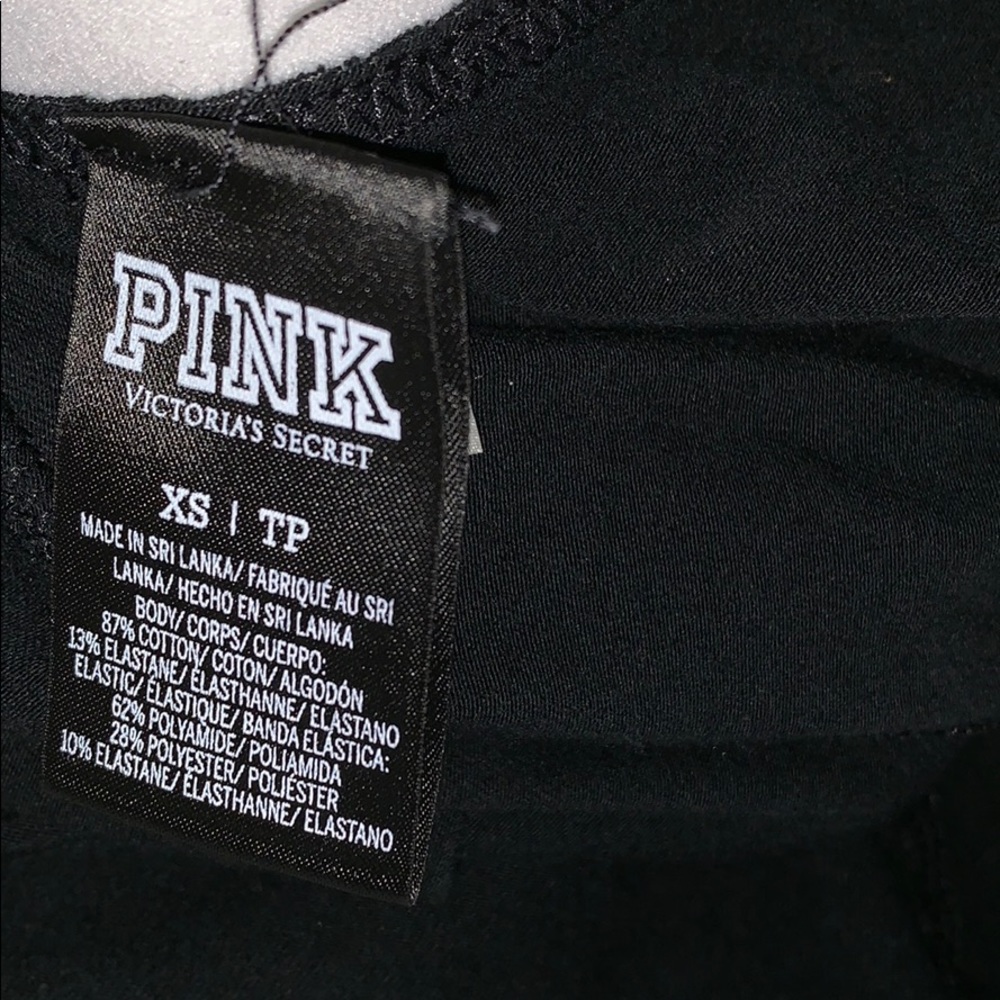 PINK
VICTORIA'S SECRET
XS | TP
MADE IN SRI LANKA/ FABRIQUÉ AU SRI
LANKA/ HECHO EN SRI LANKA
BODY/ CORPS/ CUERPO:
87% COTTON/ COTON/ ALGODÓN
13% ELASTANE/ ÉLASTHANNE/ ELASTANO
ELASTIC/ ÉLASTIQUE/ BANDA ELÁSTICA:
62% POLYAMIDE/ POLIAMIDA
28% POLYESTER/ POLIÉSTER
10% ELASTANE/ ÉLASTHANNE/ ELASTANO